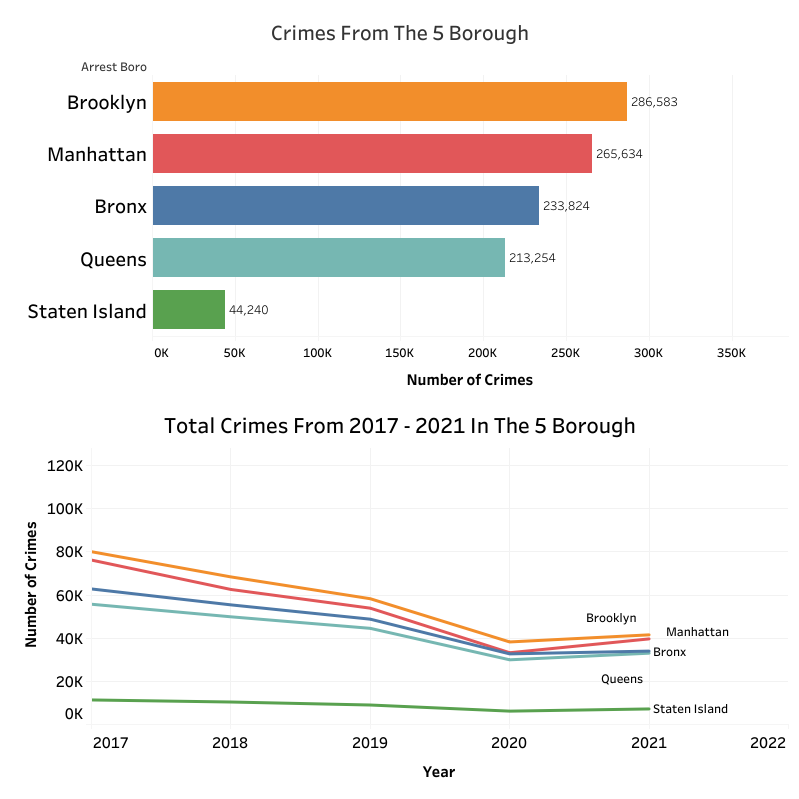 Crimes From The 5 Borough
Arrest Boro
Brooklyn 286,583
Manhattan 265,634
Bronx 233,824
Queens 213,254
Staten Island 44,240
0K 50K 100K 150K 200K 250K 300K 350K
Number of Crimes
Total Crimes From 2017 - 2021 In The 5 Borough
Number of Crimes
120K
100K
80K
60K
40K
20K
0K
Brooklyn
Manhattan
Bronx
Queens
Staten Island
2017 2018 2019 2020 2021 2022
Year